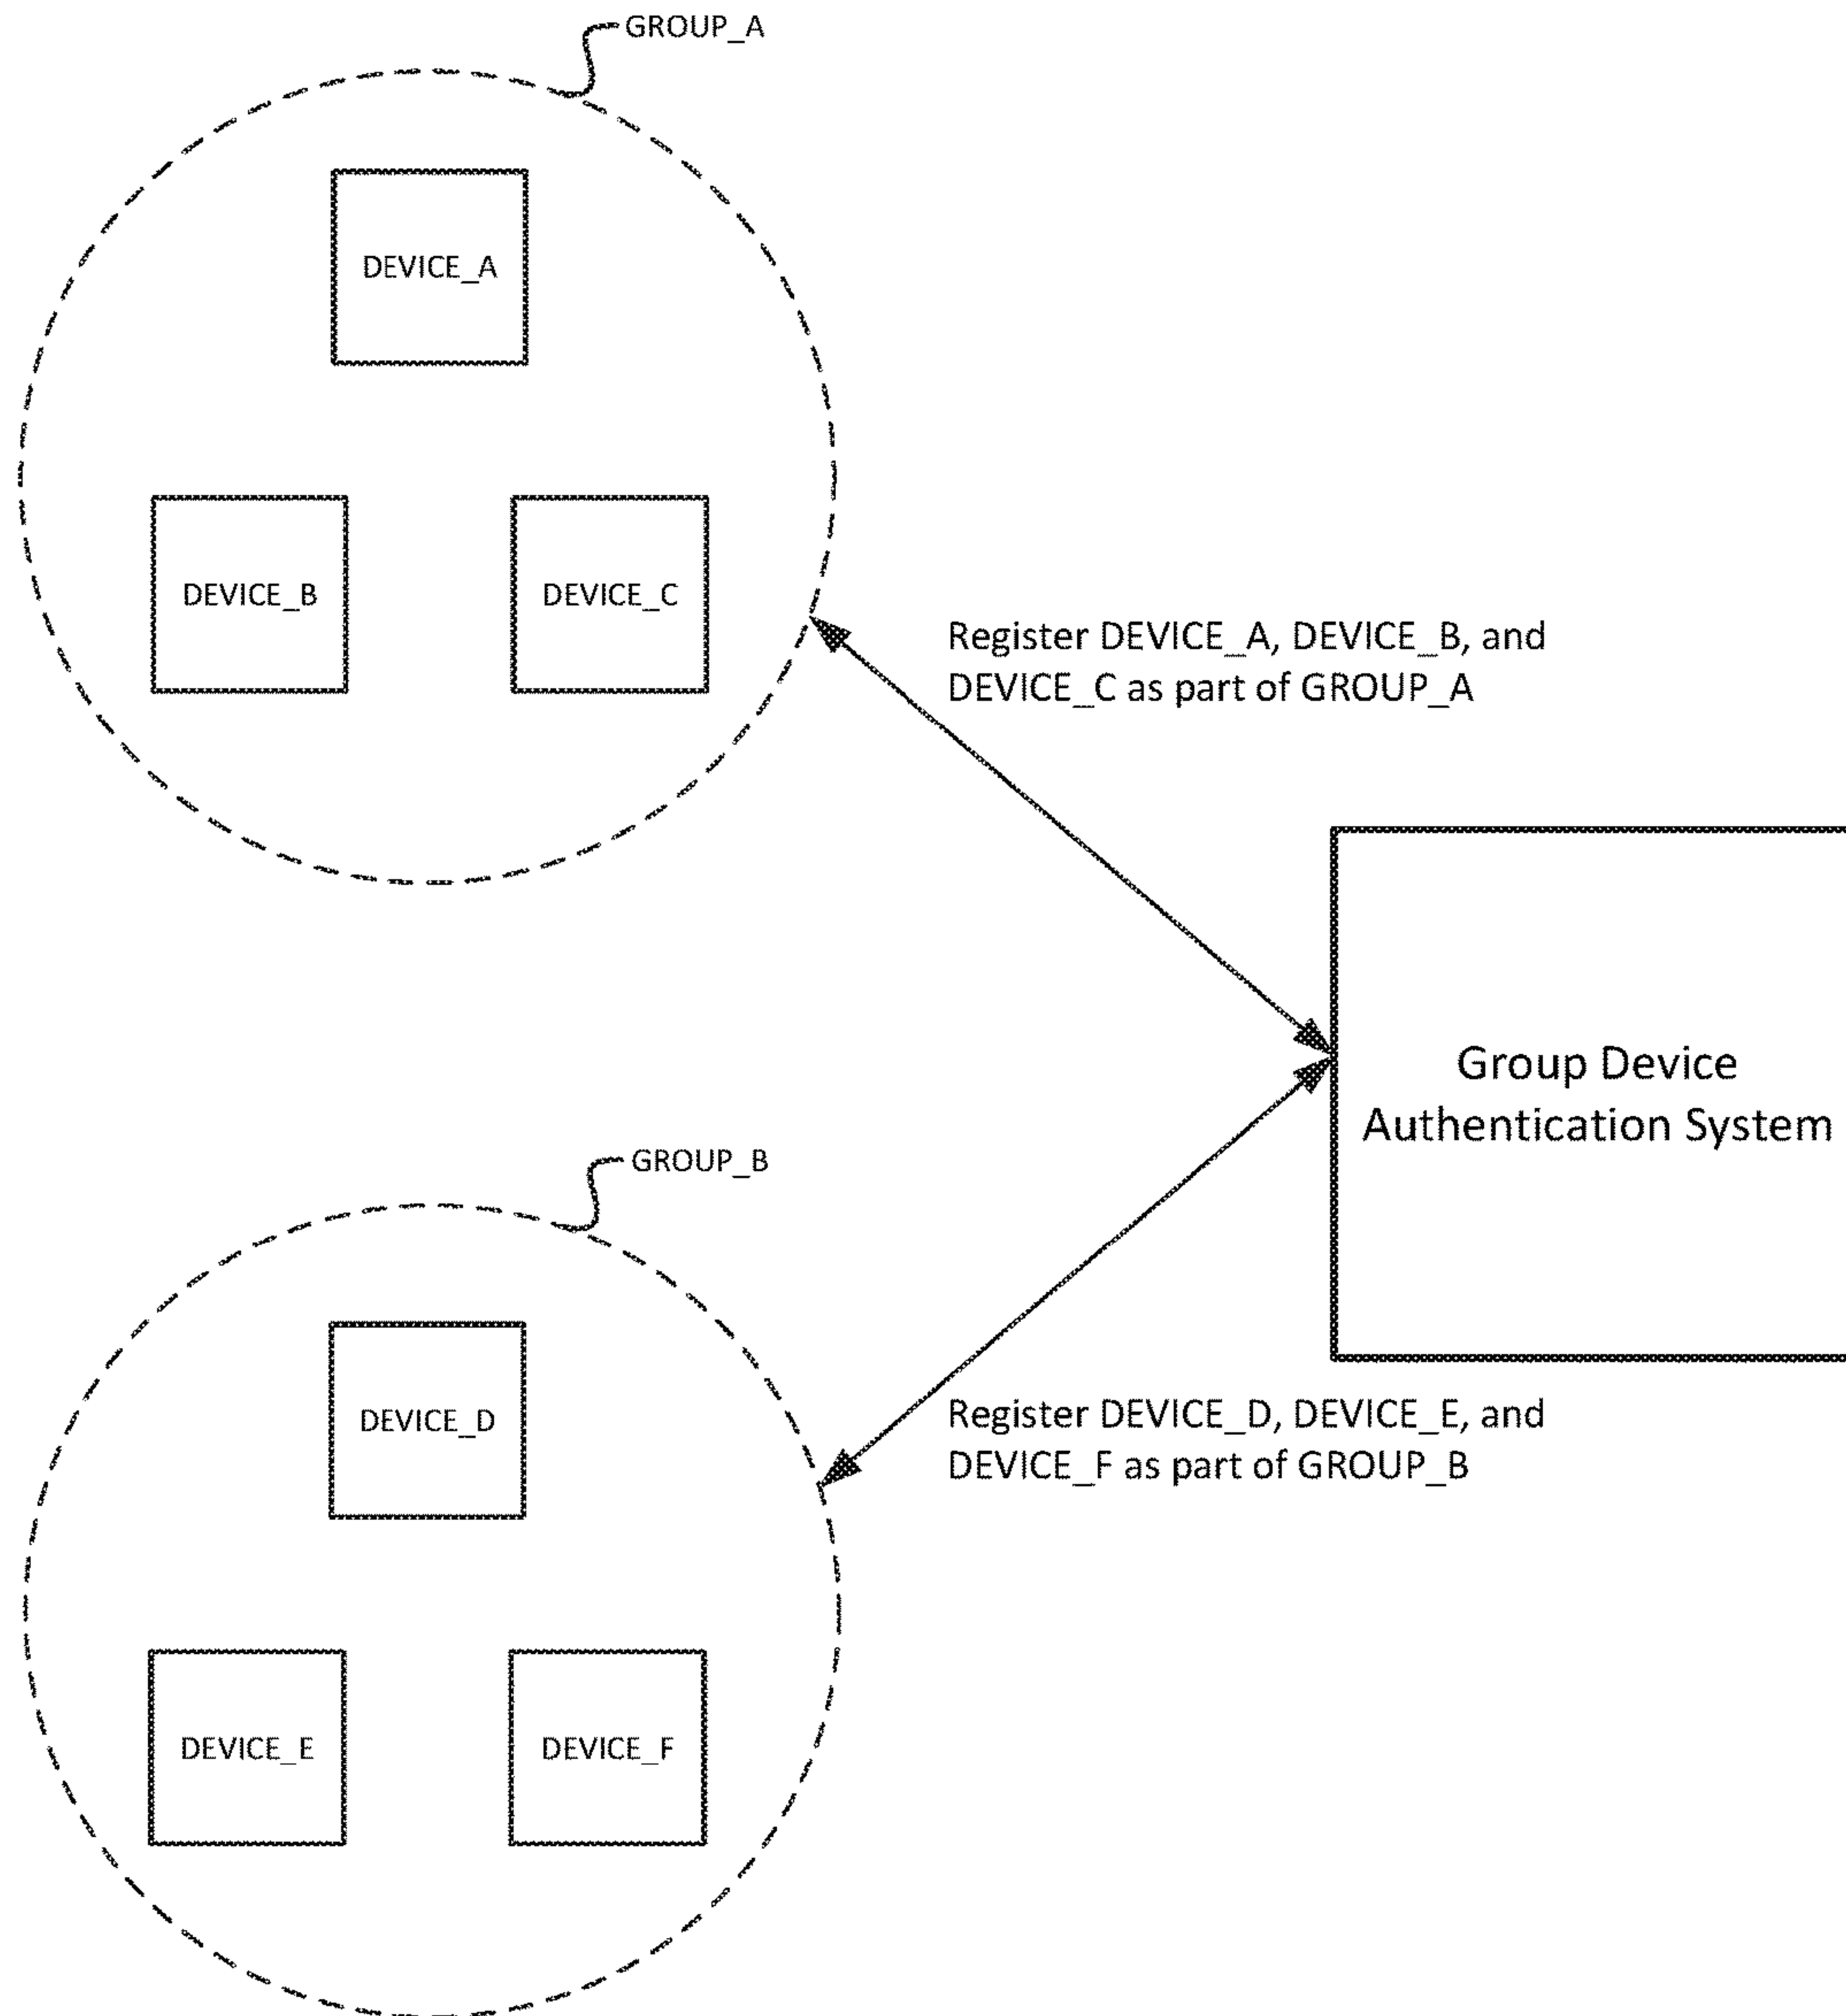 GROUP_A
DEVICE_A
DEVICE_B
DEVICE_C
Register DEVICE_A, DEVICE_B, and
DEVICE_C as part of GROUP_A
Group Device
Authentication System
GROUP_B
DEVICE_D
Register DEVICE_D, DEVICE_E, and
DEVICE_F as part of GROUP_B
DEVICE_E
DEVICE_F